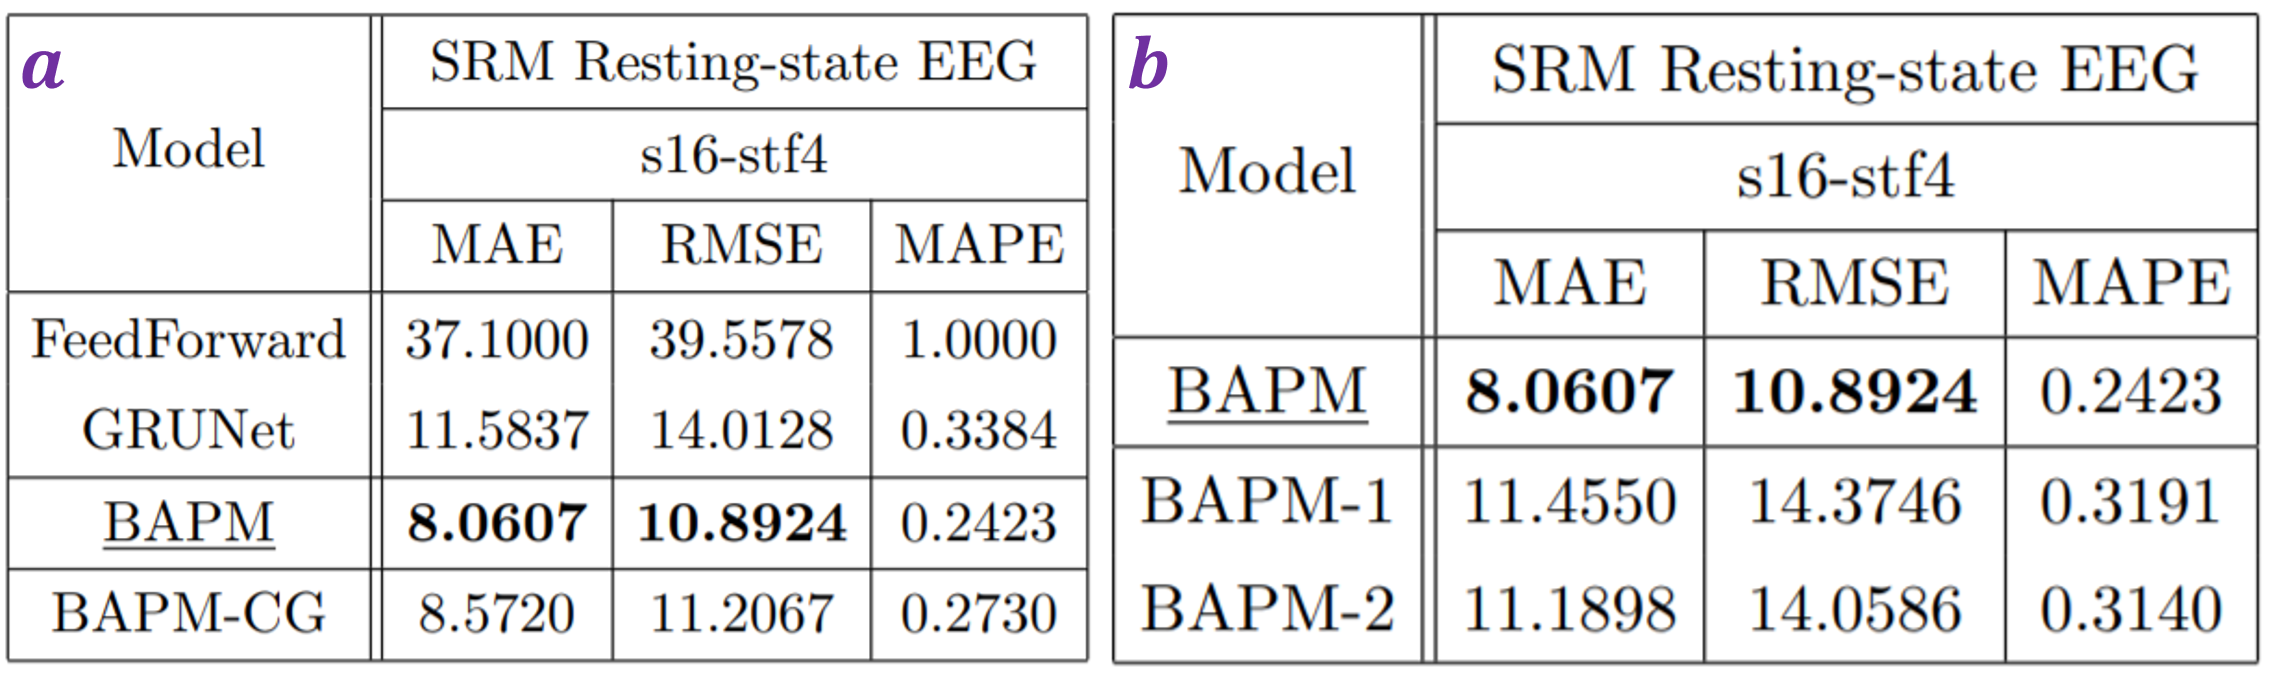 a
SRM Resting-state EEG
Model
s16-stf4
MAE RMSE MAPE
FeedForward 37.1000 39.5578 1.0000
GRUNet 11.5837 14.0128 0.3384
BAPM 8.0607 10.8924 0.2423
BAPM-CG 8.5720 11.2067 0.2730
b
SRM Resting-state EEG
Model
s16-stf4
MAE RMSE MAPE
BAPM 8.0607 10.8924 0.2423
BAPM-1 11.4550 14.3746 0.3191
BAPM-2 11.1898 14.0586 0.3140